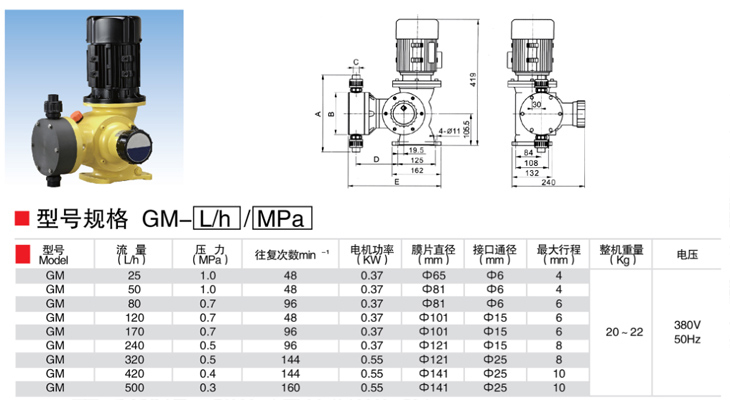 C
A
B
D
E
419
105.5
4-Ø11
19.5
125
162
30
84
108
132
240
型号规格 GM-L/h/MPa
型号 Model 流 量 (L/h) 压 力 (MPa) 往复次数min -1 电机功率 (KW) 膜片直径 (mm) 接口通径 (mm) 最大行程 (mm) 整机重量 (Kg) 电压
GM 25 1.0 48 0.37 Φ65 Φ6 4
GM 50 1.0 48 0.37 Φ81 Φ6 4
GM 80 0.7 96 0.37 Φ81 Φ6 6
GM 120 0.7 48 0.37 Φ101 Φ15 6
GM 170 0.7 96 0.37 Φ101 Φ15 6
GM 240 0.5 96 0.37 Φ121 Φ15 8
GM 320 0.5 144 0.55 Φ121 Φ25 8
GM 420 0.4 144 0.55 Φ141 Φ25 10
GM 500 0.3 160 0.55 Φ141 Φ25 10
20~22
380V
50Hz